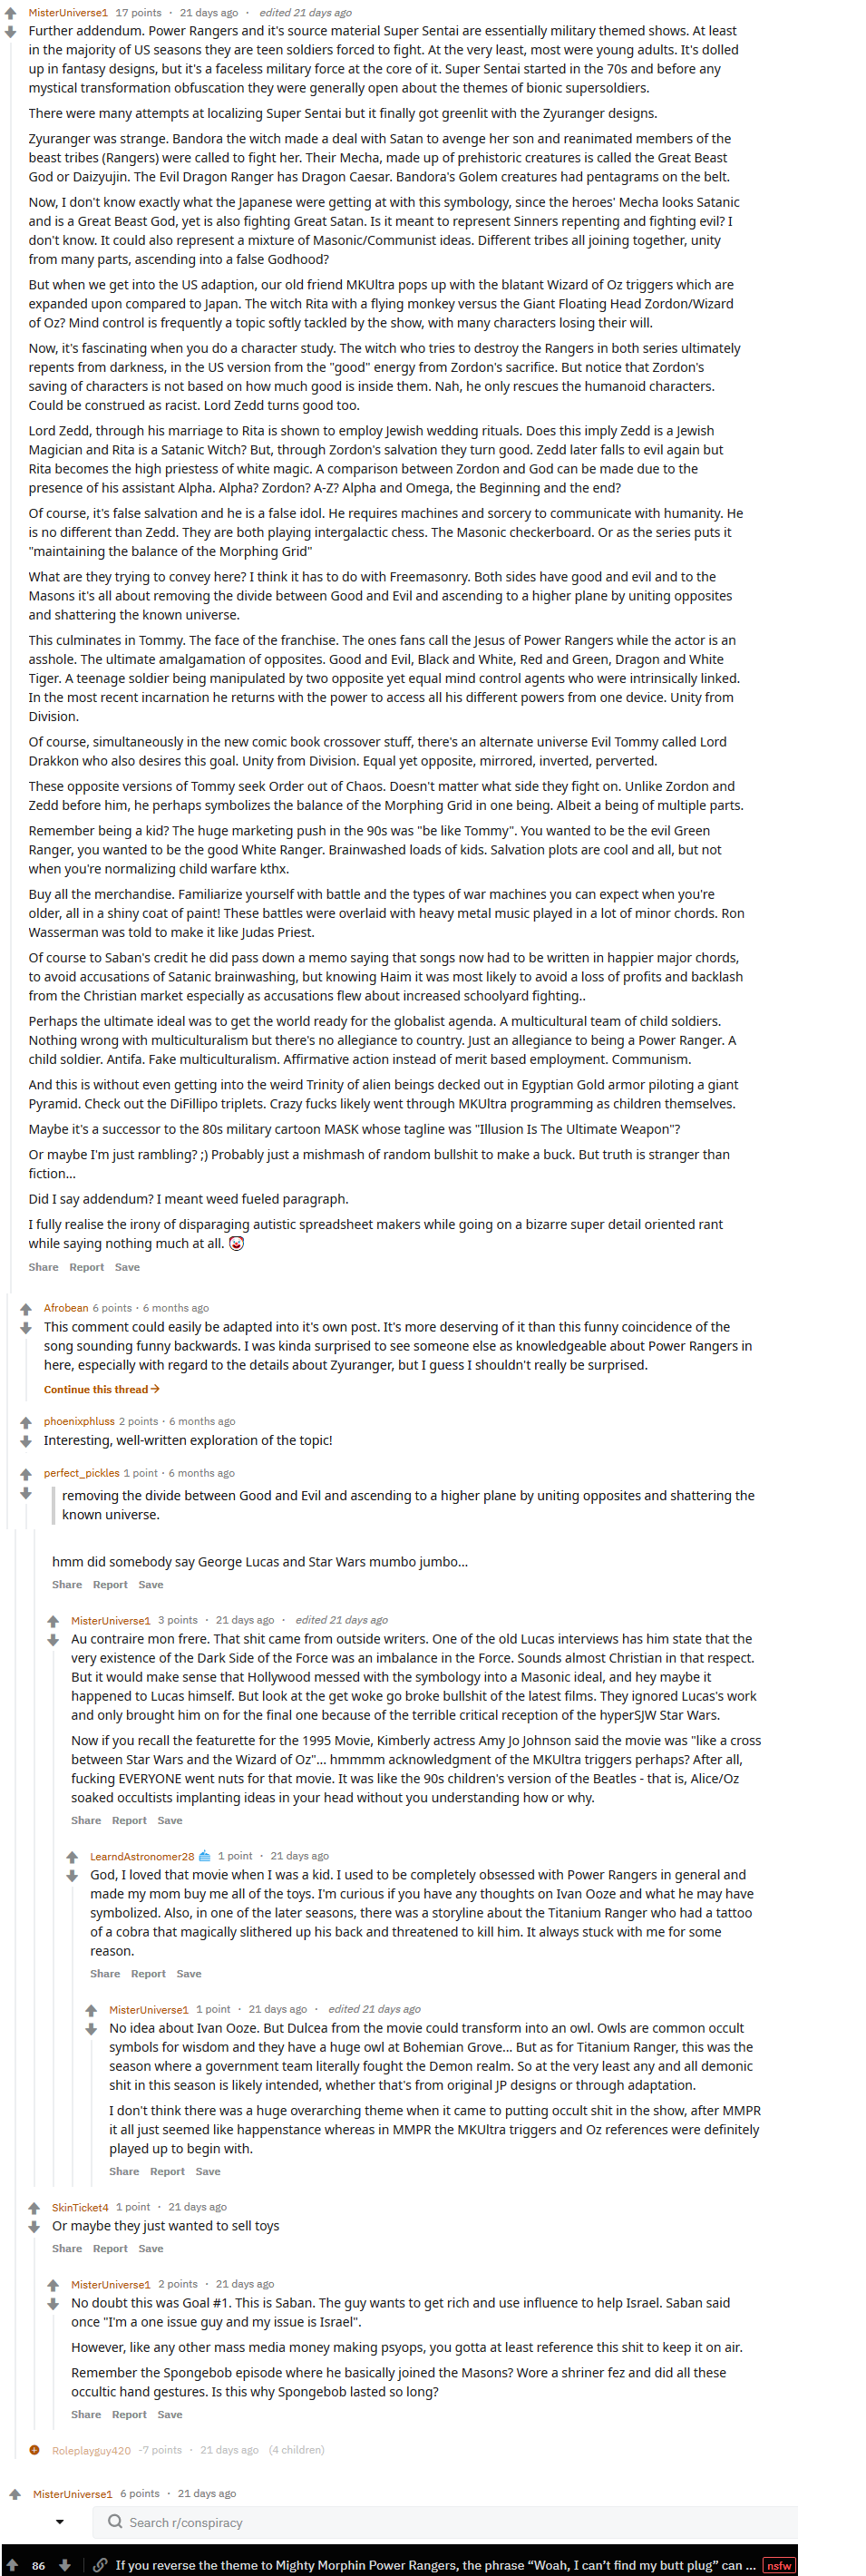 MisterUniverse1 17 points · 21 days ago · edited 21 days ago
Further addendum. Power Rangers and it's source material Super Sentai are essentially military themed shows. At least
in the majority of US seasons they are teen soldiers forced to fight. At the very least, most were young adults. It's dolled
up in fantasy designs, but it's a faceless military force at the core of it. Super Sentai started in the 70s and before any
mystical transformation obfuscation they were generally open about the themes of bionic supersoldiers.
There were many attempts at localizing Super Sentai but it finally got greenlit with the Zyuranger designs.
Zyuranger was strange. Bandora the witch made a deal with Satan to avenge her son and reanimated members of the
beast tribes (Rangers) were called to fight her. Their Mecha, made up of prehistoric creatures is called the Great Beast
God or Daizyujin. The Evil Dragon Ranger has Dragon Caesar. Bandora's Golem creatures had pentagrams on the belt.
Now, I don't know exactly what the Japanese were getting at with this symbology, since the heroes' Mecha looks Satanic
and is a Great Beast God, yet is also fighting Great Satan. Is it meant to represent Sinners repenting and fighting evil? I
don't know. It could also represent a mixture of Masonic/Communist ideas. Different tribes all joining together, unity
from many parts, ascending into a false Godhood?
But when we get into the US adaption, our old friend MKUltra pops up with the blatant Wizard of Oz triggers which are
expanded upon compared to Japan. The witch Rita with a flying monkey versus the Giant Floating Head Zordon/Wizard
of Oz? Mind control is frequently a topic softly tackled by the show, with many characters losing their will.
Now, it's fascinating when you do a character study. The witch who tries to destroy the Rangers in both series ultimately
repents from darkness, in the US version from the "good" energy from Zordon's sacrifice. But notice that Zordon's
saving of characters is not based on how much good is inside them. Nah, he only rescues the humanoid characters.
Could be construed as racist. Lord Zedd turns good too.
Lord Zedd, through his marriage to Rita is shown to employ Jewish wedding rituals. Does this imply Zedd is a Jewish
Magician and Rita is a Satanic Witch? But, through Zordon's salvation they turn good. Zedd later falls to evil again but
Rita becomes the high priestess of white magic. A comparison between Zordon and God can be made due to the
presence of his assistant Alpha. Alpha? Zordon? A-Z? Alpha and Omega, the Beginning and the end?
Of course, it's false salvation and he is a false idol. He requires machines and sorcery to communicate with humanity. He
is no different than Zedd. They are both playing intergalactic chess. The Masonic checkerboard. Or as the series puts it
"maintaining the balance of the Morphing Grid"
What are they trying to convey here? I think it has to do with Freemasonry. Both sides have good and evil and to the
Masons it's all about removing the divide between Good and Evil and ascending to a higher plane by uniting opposites
and shattering the known universe.
This culminates in Tommy. The face of the franchise. The ones fans call the Jesus of Power Rangers while the actor is an
asshole. The ultimate amalgamation of opposites. Good and Evil, Black and White, Red and Green, Dragon and White
Tiger. A teenage soldier being manipulated by two opposite yet equal mind control agents who were intrinsically linked.
In the most recent incarnation he returns with the power to access all his different powers from one device. Unity from
Division.
Of course, simultaneously in the new comic book crossover stuff, there's an alternate universe Evil Tommy called Lord
Drakkon who also desires this goal. Unity from Division. Equal yet opposite, mirrored, inverted, perverted.
These opposite versions of Tommy seek Order out of Chaos. Doesn't matter what side they fight on. Unlike Zordon and
Zedd before him, he perhaps symbolizes the balance of the Morphing Grid in one being. Albeit a being of multiple parts.
Remember being a kid? The huge marketing push in the 90s was "be like Tommy". You wanted to be the evil Green
Ranger, you wanted to be the good White Ranger. Brainwashed loads of kids. Salvation plots are cool and all, but not
when you're normalizing child warfare kthx.
Buy all the merchandise. Familiarize yourself with battle and the types of war machines you can expect when you're
older, all in a shiny coat of paint! These battles were overlaid with heavy metal music played in a lot of minor chords. Ron
Wasserman was told to make it like Judas Priest.
Of course to Saban's credit he did pass down a memo saying that songs now had to be written in happier major chords,
to avoid accusations of Satanic brainwashing, but knowing Haim it was most likely to avoid a loss of profits and backlash
from the Christian market especially as accusations flew about increased schoolyard fighting..
Perhaps the ultimate ideal was to get the world ready for the globalist agenda. A multicultural team of child soldiers.
Nothing wrong with multiculturalism but there's no allegiance to country. Just an allegiance to being a Power Ranger. A
child soldier. Antifa. Fake multiculturalism. Affirmative action instead of merit based employment. Communism.
And this is without even getting into the weird Trinity of alien beings decked out in Egyptian Gold armor piloting a giant
Pyramid. Check out the DiFillipo triplets. Crazy fucks likely went through MKUltra programming as children themselves.
Maybe it's a successor to the 80s military cartoon MASK whose tagline was "Illusion Is The Ultimate Weapon"?
Or maybe I'm just rambling? ;) Probably just a mishmash of random bullshit to make a buck. But truth is stranger than
fiction...
Did I say addendum? I meant weed fueled paragraph.
I fully realise the irony of disparaging autistic spreadsheet makers while going on a bizarre super detail oriented rant
while saying nothing much at all. 🤡
Share Report Save
Afrobean 6 points · 6 months ago
This comment could easily be adapted into it's own post. It's more deserving of it than this funny coincidence of the
song sounding funny backwards. I was kinda surprised to see someone else as knowledgeable about Power Rangers in
here, especially with regard to the details about Zyuranger, but I guess I shouldn't really be surprised.
Continue this thread→
phoenixphluss 2 points · 6 months ago
Interesting, well-written exploration of the topic!
perfect_pickles 1 point · 6 months ago
removing the divide between Good and Evil and ascending to a higher plane by uniting opposites and shattering the
known universe.
hmm did somebody say George Lucas and Star Wars mumbo jumbo...
Share Report Save
MisterUniverse1 3 points · 21 days ago · edited 21 days ago
Au contraire mon frere. That shit came from outside writers. One of the old Lucas interviews has him state that the
very existence of the Dark Side of the Force was an imbalance in the Force. Sounds almost Christian in that respect.
But it would make sense that Hollywood messed with the symbology into a Masonic ideal, and hey maybe it
happened to Lucas himself. But look at the get woke go broke bullshit of the latest films. They ignored Lucas's work
and only brought him on for the final one because of the terrible critical reception of the hyperSJW Star Wars.
Now if you recall the featurette for the 1995 Movie, Kimberly actress Amy Jo Johnson said the movie was "like a cross
between Star Wars and the Wizard of Oz"... hmmmm acknowledgment of the MKUltra triggers perhaps? After all,
fucking EVERYONE went nuts for that movie. It was like the 90s children's version of the Beatles - that is, Alice/Oz
soaked occultists implanting ideas in your head without you understanding how or why.
Share Report Save
LearndAstronomer28 1 point · 21 days ago
God, I loved that movie when I was a kid. I used to be completely obsessed with Power Rangers in general and
made my mom buy me all of the toys. I'm curious if you have any thoughts on Ivan Ooze and what he may have
symbolized. Also, in one of the later seasons, there was a storyline about the Titanium Ranger who had a tattoo
of a cobra that magically slithered up his back and threatened to kill him. It always stuck with me for some
reason.
Share Report Save
MisterUniverse1 1 point · 21 days ago · edited 21 days ago
No idea about Ivan Ooze. But Dulcea from the movie could transform into an owl. Owls are common occult
symbols for wisdom and they have a huge owl at Bohemian Grove... But as for Titanium Ranger, this was the
season where a government team literally fought the Demon realm. So at the very least any and all demonic
shit in this season is likely intended, whether that's from original JP designs or through adaptation.
I don't think there was a huge overarching theme when it came to putting occult shit in the show, after MMPR
it all just seemed like happenstance whereas in MMPR the MKUltra triggers and Oz references were definitely
played up to begin with.
Share Report Save
SkinTicket4 1 point · 21 days ago
Or maybe they just wanted to sell toys
Share Report Save
MisterUniverse1 2 points · 21 days ago
No doubt this was Goal #1. This is Saban. The guy wants to get rich and use influence to help Israel. Saban said
once "I'm a one issue guy and my issue is Israel".
However, like any other mass media money making psyops, you gotta at least reference this shit to keep it on air.
Remember the Spongebob episode where he basically joined the Masons? Wore a shriner fez and did all these
occultic hand gestures. Is this why Spongebob lasted so long?
Share Report Save
Roleplayguy420 -7 points · 21 days ago (4 children)
MisterUniverse1 6 points · 21 days ago
Search r/conspiracy
86 If you reverse the theme to Mighty Morphin Power Rangers, the phrase “Woah, I can’t find my butt plug” can ... nsfw